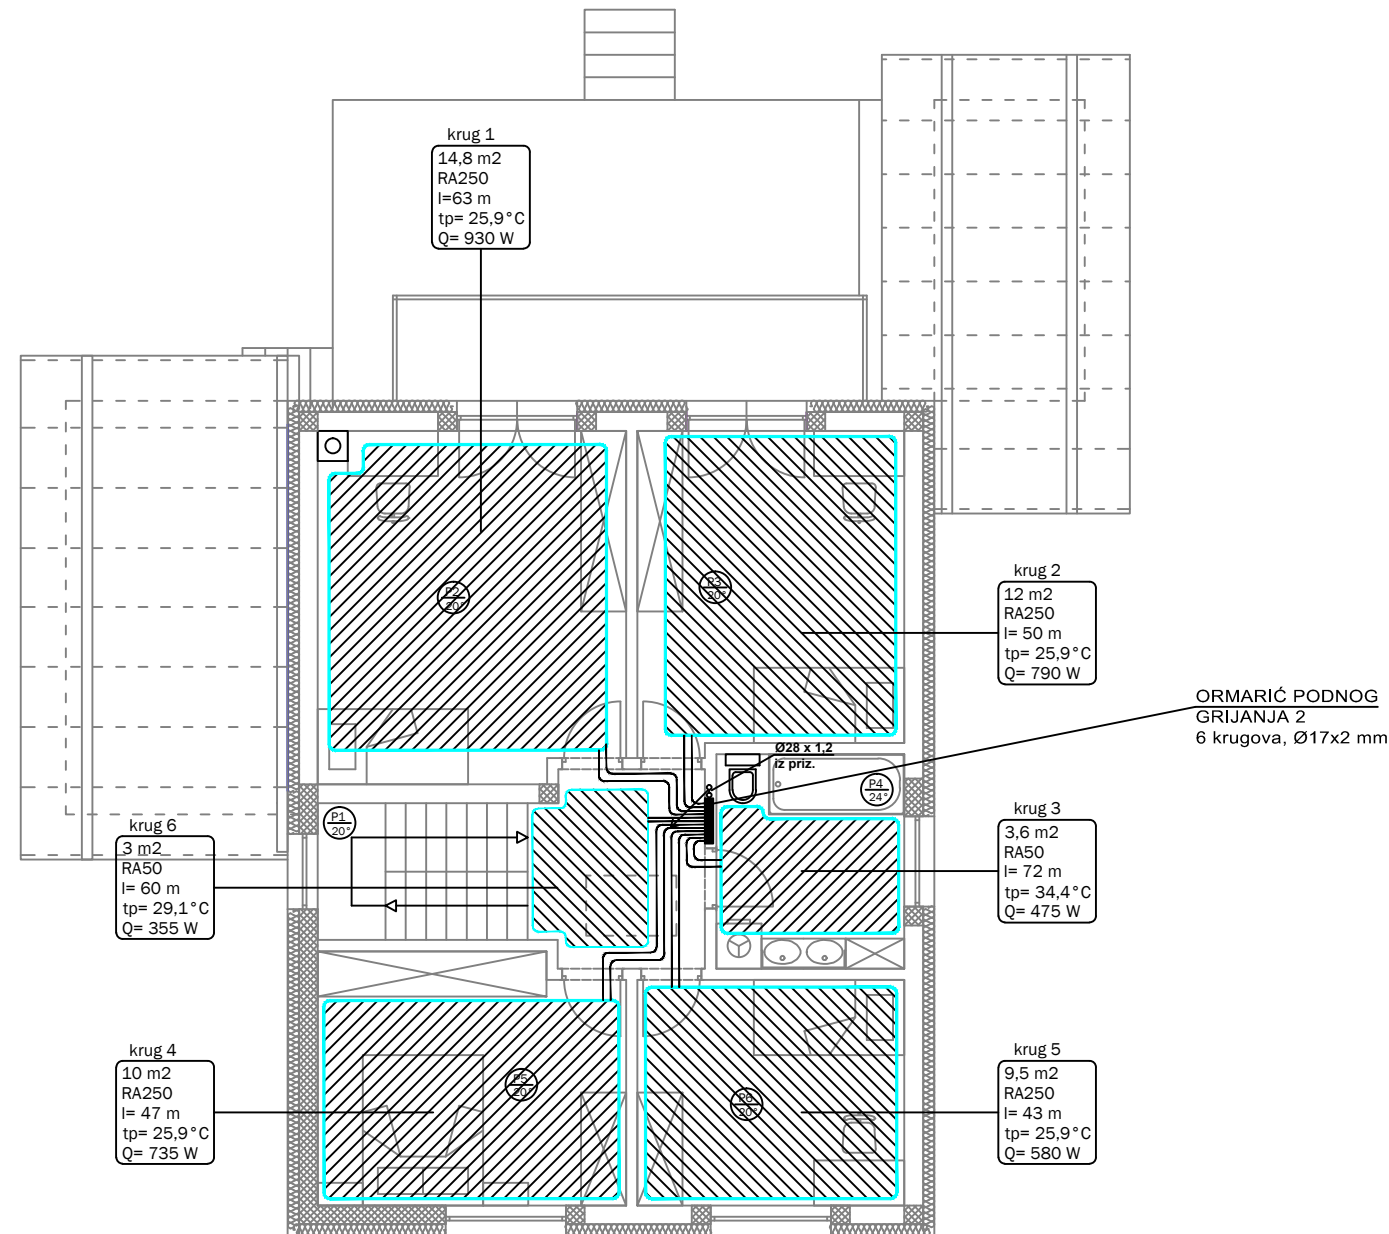 krug 1
14,8 m2
RA250
l=63 m
tp= 25,9°C
Q= 930 W
krug 2
12 m2
RA250
l= 50 m
tp= 25,9°C
Q= 790 W
P2
20°
P3
20°
ORMARIĆ PODNOG
GRIJANJA 2
6 krugova, Ø17x2 mm
Ø28 x 1,2
iz priz.
P4
24°
P1
20°
krug 3
3,6 m2
RA50
l= 72 m
tp= 34,4°C
Q= 475 W
krug 6
3 m2
RA50
l= 60 m
tp= 29,1°C
Q= 355 W
krug 4
10 m2
RA250
l= 47 m
tp= 25,9°C
Q= 735 W
P5
20°
P6
20°
krug 5
9,5 m2
RA250
l= 43 m
tp= 25,9°C
Q= 580 W